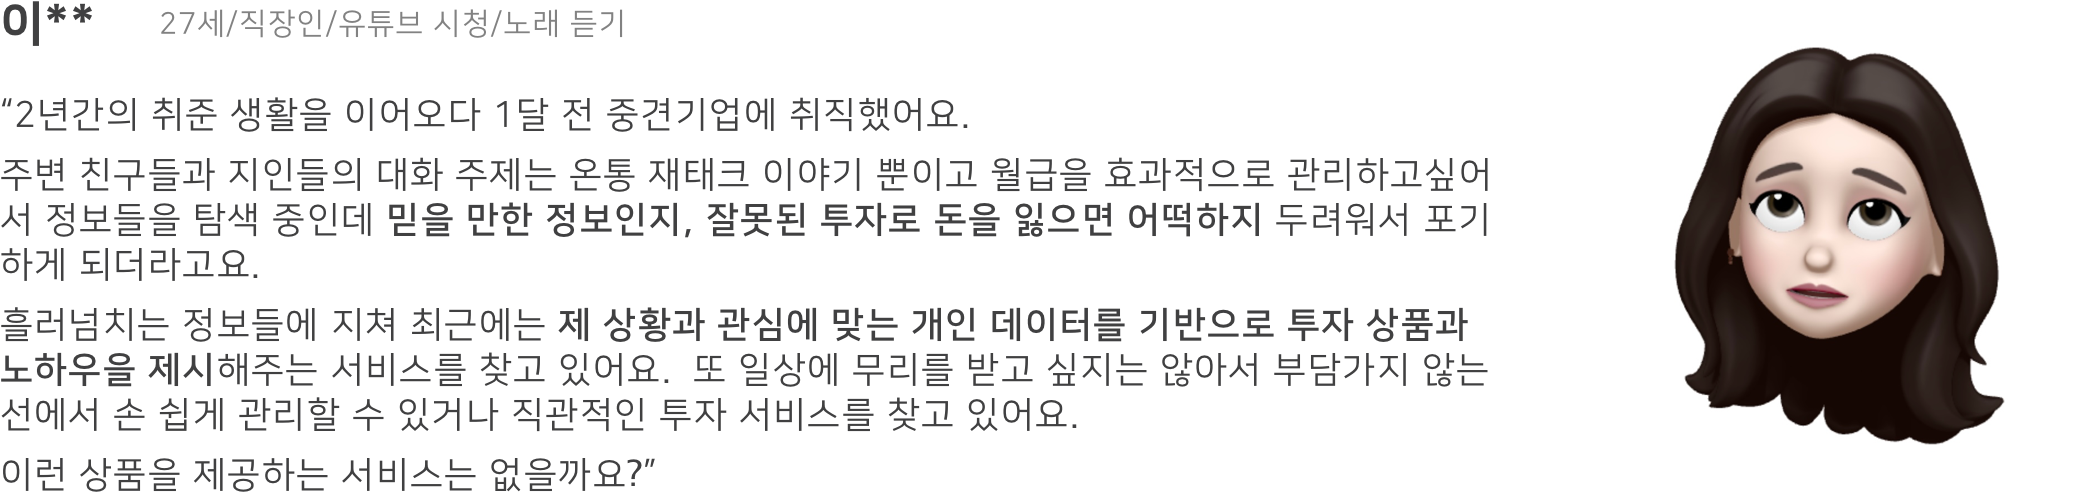 이** 27세/직장인/유튜브 시청/노래 듣기
“2년간의 취준 생활을 이어오다 1달 전 중견기업에 취직했어요.
주변 친구들과 지인들의 대화 주제는 온통 재태크 이야기 뿐이고 월급을 효과적으로 관리하고싶어
서 정보들을 탐색 중인데 믿을 만한 정보인지, 잘못된 투자로 돈을 잃으면 어떡하지 두려워서 포기
하게 되더라고요.
흘러넘치는 정보들에 지쳐 최근에는 제 상황과 관심에 맞는 개인 데이터를 기반으로 투자 상품과
노하우을 제시해주는 서비스를 찾고 있어요. 또 일상에 무리를 받고 싶지는 않아서 부담가지 않는
선에서 손 쉽게 관리할 수 있거나 직관적인 투자 서비스를 찾고 있어요.
이런 상품을 제공하는 서비스는 없을까요?”